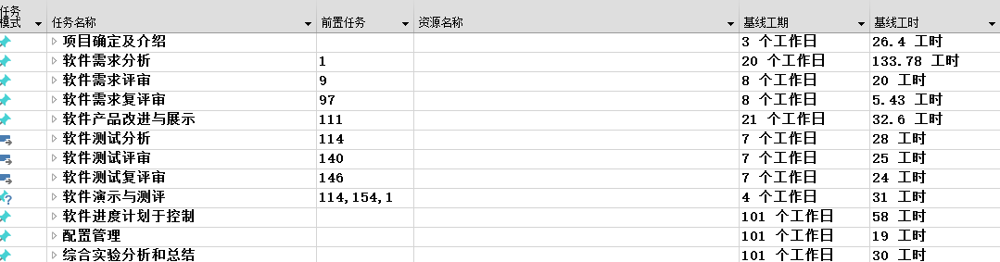 任务模式 任务名称 前置任务 资源名称 基线工期 基线工时
项目确定及介绍 3 个工作日 26.4 工时
软件需求分析 1 20 个工作日 133.78 工时
软件需求评审 9 8 个工作日 20 工时
软件需求复评审 97 8 个工作日 5.43 工时
软件产品改进与展示 111 21 个工作日 32.6 工时
软件测试分析 114 7 个工作日 28 工时
软件测试评审 140 7 个工作日 25 工时
软件测试复评审 146 7 个工作日 24 工时
软件演示与测评 114,154,1 4 个工作日 31 工时
软件进度计划于控制 101 个工作日 58 工时
配置管理 101 个工作日 19 工时
综合实验分析和总结 101 个工作日 30 工时